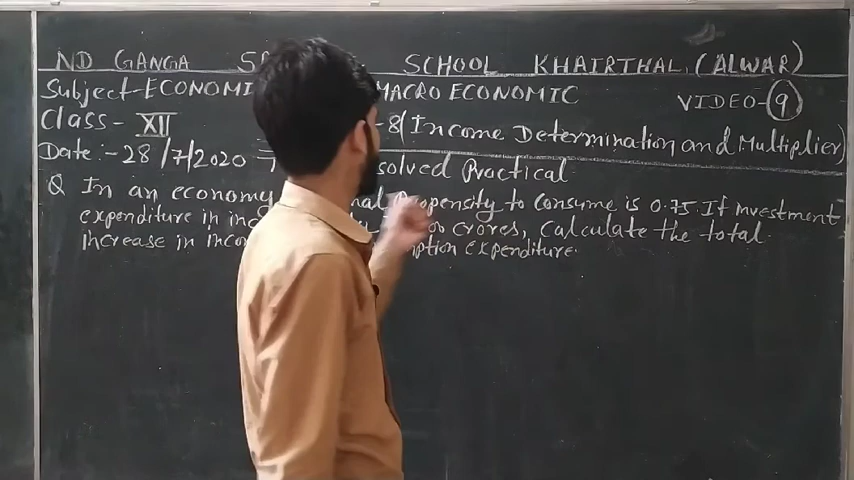 ND GANGA SCHOOL KHAIRTHAL (ALWAR)
Subject-ECONOMI MACRO ECONOMIC VIDEO-9
Class- XII -8(Income Determination and Multiplier)
Date:-28/7/2020 solved Practical
Q In an economy nal Propensity to consume is 0.75. If nvestment
expenditure in inc crores, Calculate the total
increase in inco ption expenditure.